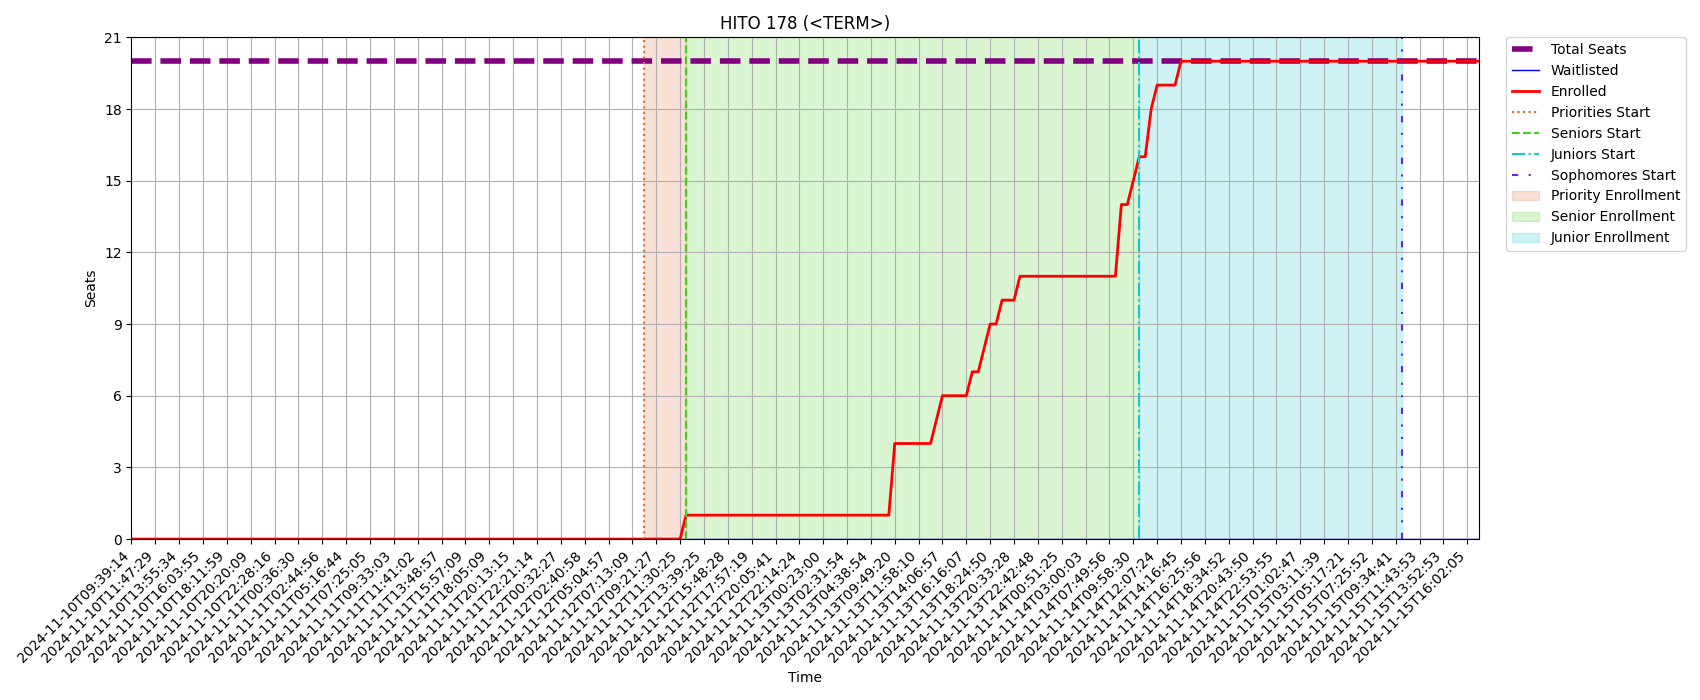 HITO 178 (<TERM>)
21
18
15
12
9
6
3
0
Seats
2024-11-10T09:39:14
2024-11-10T11:47:29
2024-11-10T13:55:34
2024-11-10T16:03:55
2024-11-10T18:11:59
2024-11-10T20:20:09
2024-11-10T22:28:16
2024-11-11T00:36:30
2024-11-11T02:44:56
2024-11-11T05:16:44
2024-11-11T07:25:05
2024-11-11T09:33:03
2024-11-11T11:41:02
2024-11-11T13:48:57
2024-11-11T15:57:09
2024-11-11T18:05:09
2024-11-11T20:13:15
2024-11-11T22:21:14
2024-11-12T00:32:27
2024-11-12T02:40:58
2024-11-12T05:04:57
2024-11-12T07:13:09
2024-11-12T09:21:27
2024-11-12T11:30:25
2024-11-12T13:39:25
2024-11-12T15:48:28
2024-11-12T17:57:19
2024-11-12T20:05:41
2024-11-12T22:14:24
2024-11-13T00:23:00
2024-11-13T02:31:54
2024-11-13T04:38:54
2024-11-13T09:49:20
2024-11-13T11:58:10
2024-11-13T14:06:57
2024-11-13T16:16:07
2024-11-13T18:24:50
2024-11-13T20:33:28
2024-11-13T22:42:48
2024-11-14T00:51:25
2024-11-14T03:00:03
2024-11-14T07:49:56
2024-11-14T09:58:30
2024-11-14T12:07:24
2024-11-14T14:16:45
2024-11-14T16:25:56
2024-11-14T18:34:52
2024-11-14T20:43:50
2024-11-14T22:53:55
2024-11-15T01:02:47
2024-11-15T03:11:39
2024-11-15T05:17:21
2024-11-15T07:25:52
2024-11-15T09:34:41
2024-11-15T11:43:53
2024-11-15T13:52:53
2024-11-15T16:02:05
Time
Total Seats
Waitlisted
Enrolled
Priorities Start
Seniors Start
Juniors Start
Sophomores Start
Priority Enrollment
Senior Enrollment
Junior Enrollment